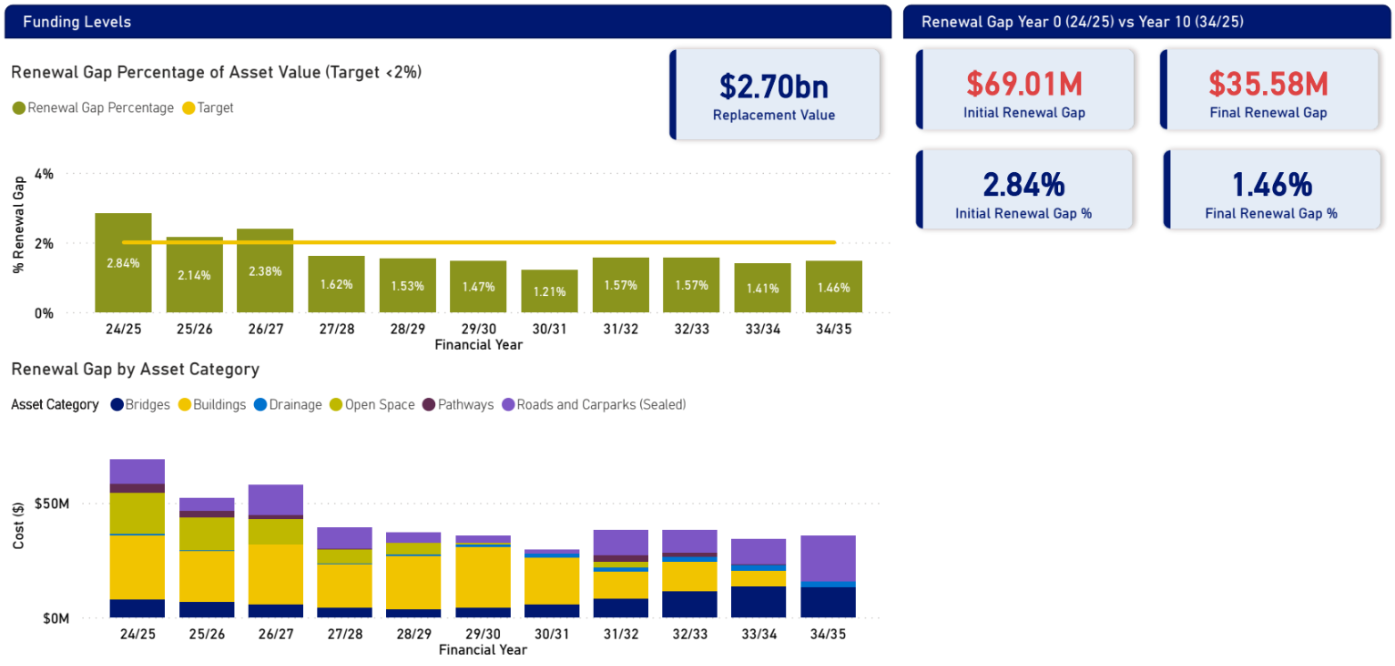 Funding Levels
Renewal Gap Year 0 (24/25) vs Year 10 (34/25)
Renewal Gap Percentage of Asset Value (Target <2%)
Renewal Gap Percentage Target
$2.70bn
Replacement Value
$69.01M
Initial Renewal Gap
$35.58M
Final Renewal Gap
2.84%
Initial Renewal Gap %
1.46%
Final Renewal Gap %
% Renewal Gap
4%
2%
0%
2.84% 2.14% 2.38% 1.62% 1.53% 1.47% 1.21% 1.57% 1.57% 1.41% 1.46%
24/25 25/26 26/27 27/28 28/29 29/30 30/31 31/32 32/33 33/34 34/35
Financial Year
Renewal Gap by Asset Category
Asset Category Bridges Buildings Drainage Open Space Pathways Roads and Carparks (Sealed)
Cost ($)
$50M
$0M
24/25 25/26 26/27 27/28 28/29 29/30 30/31 31/32 32/33 33/34 34/35
Financial Year